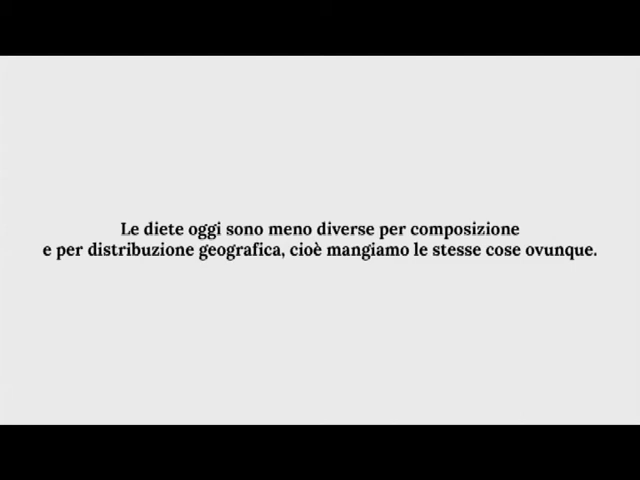 Le diete oggi sono meno diverse per composizione
e per distribuzione geografica, cioè mangiamo le stesse cose ovunque.